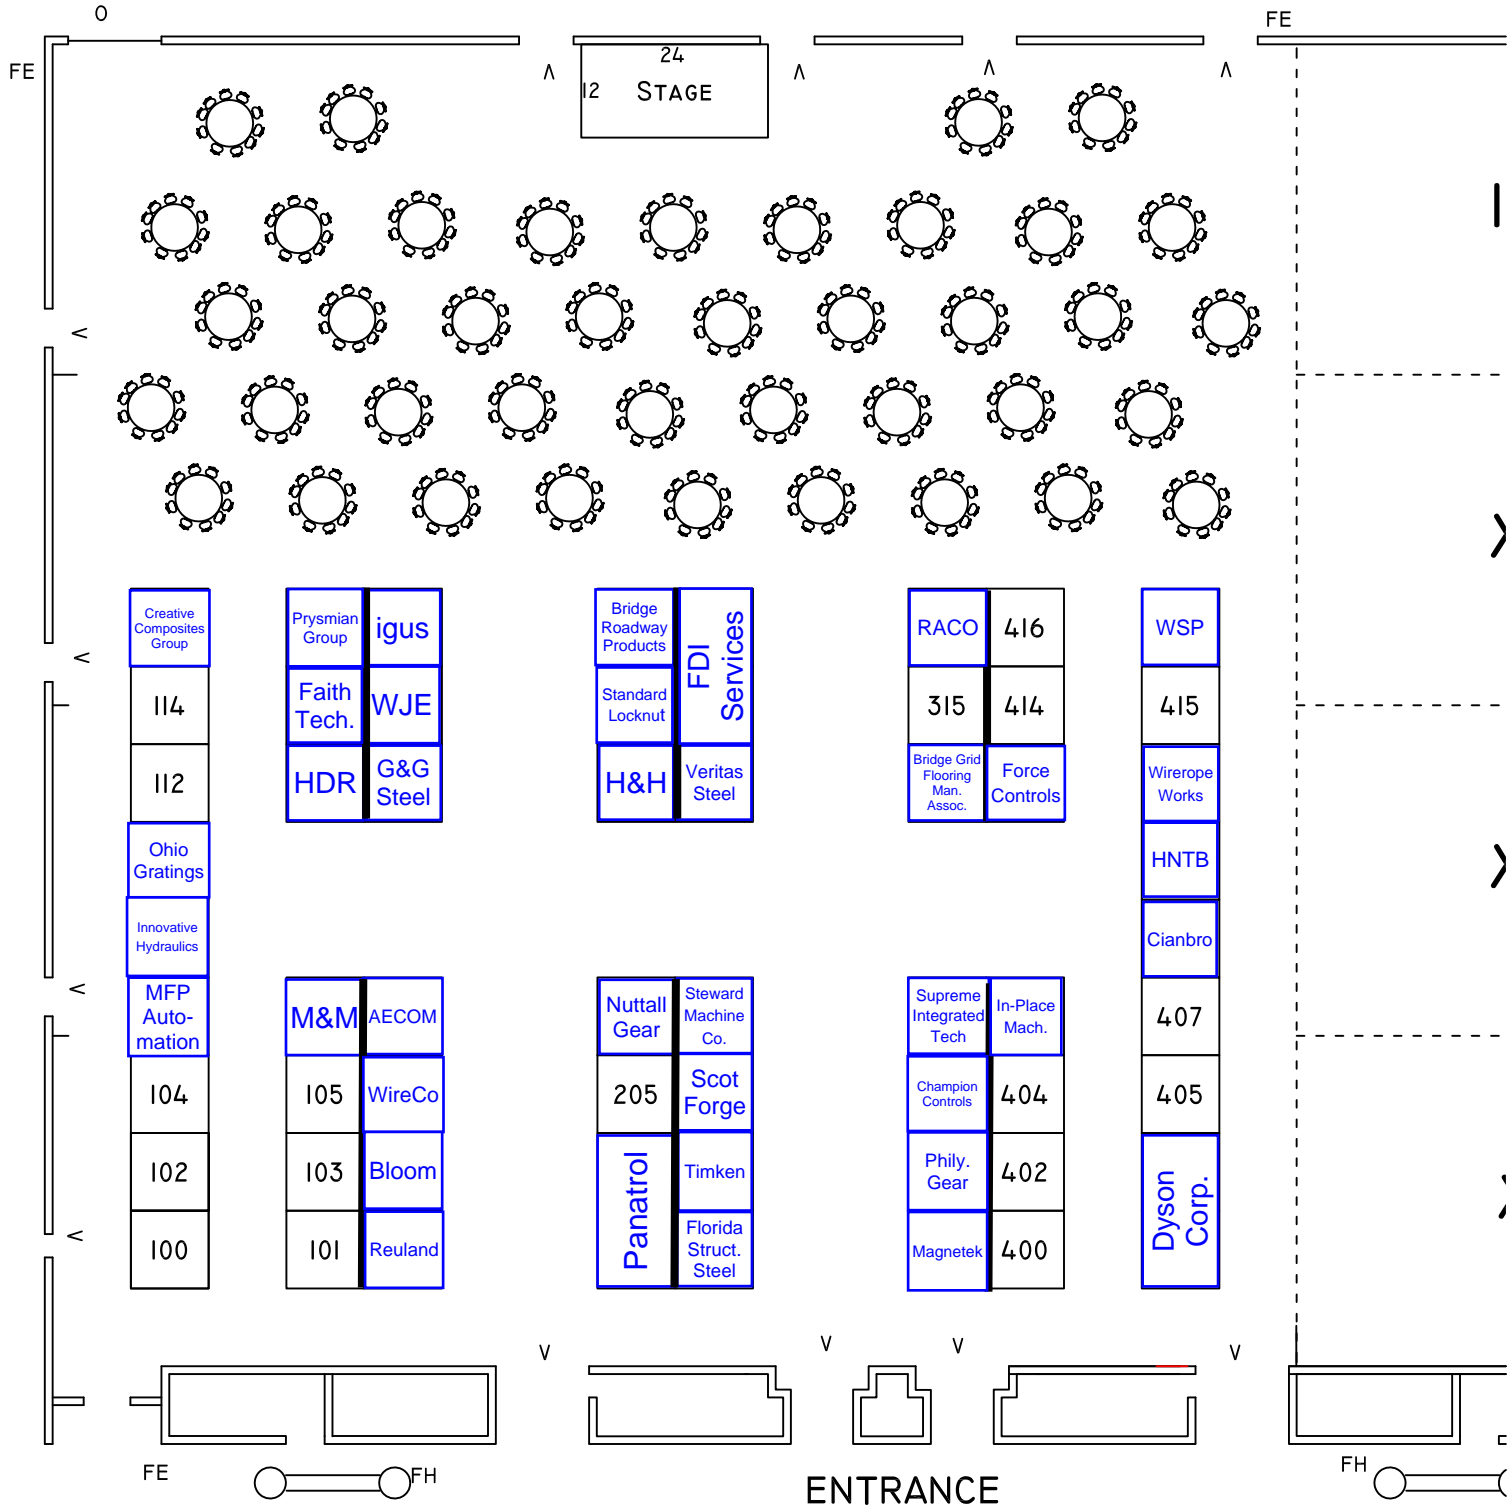 O
FE
FE
24
12
STAGE
Creative
Composites
Group
114
112
Ohio
Gratings
Innovative
Hydraulics
MFP
Auto-
mation
104
102
100
Prysmian
Group
igus
Faith
Tech.
WJE
HDR
G&G
Steel
M&M
AECOM
105
WireCo
103
Bloom
101
Reuland
Bridge
Roadway
Products
FDI
Services
Standard
Locknut
H&H
Veritas
Steel
Nuttall
Gear
Steward
Machine
Co.
205
Scot
Forge
Panatrol
Timken
Florida
Struct.
Steel
RACO
416
315
414
Bridge Grid
Flooring
Man.
Assoc.
Force
Controls
Supreme
Integrated
Tech
In-Place
Mach.
Champion
Controls
404
Phily.
Gear
402
Magnetek
400
WSP
415
Wirerope
Works
HNTB
Cianbro
407
405
Dyson
Corp.
FE
FH
ENTRANCE
FH